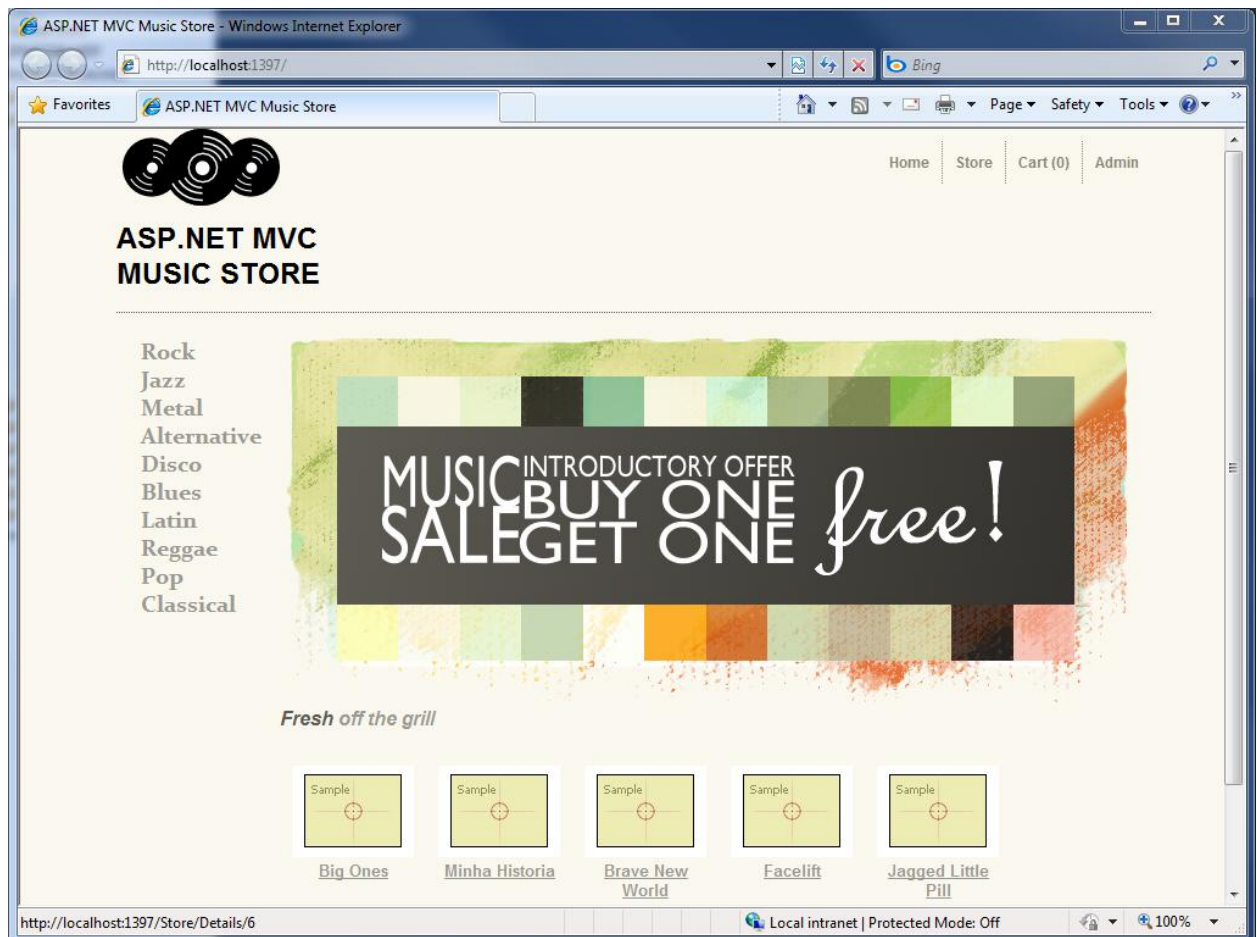 ASP.NET MVC Music Store - Windows Internet Explorer
http://localhost:1397/
Bing
Favorites
ASP.NET MVC Music Store
Page
Safety
Tools
Home
Store
Cart (0)
Admin
ASP.NET MVC
MUSIC STORE
Rock
Jazz
Metal
Alternative
Disco
Blues
Latin
Reggae
Pop
Classical
MUSIC
SALE
INTRODUCTORY OFFER
BUY ONE
GET ONE
free!
Fresh off the grill
Sample
Sample
Sample
Sample
Sample
Big Ones
Minha Historia
Brave New
World
Facelift
Jagged Little
Pill
http://localhost:1397/Store/Details/6
Local intranet | Protected Mode: Off
100%